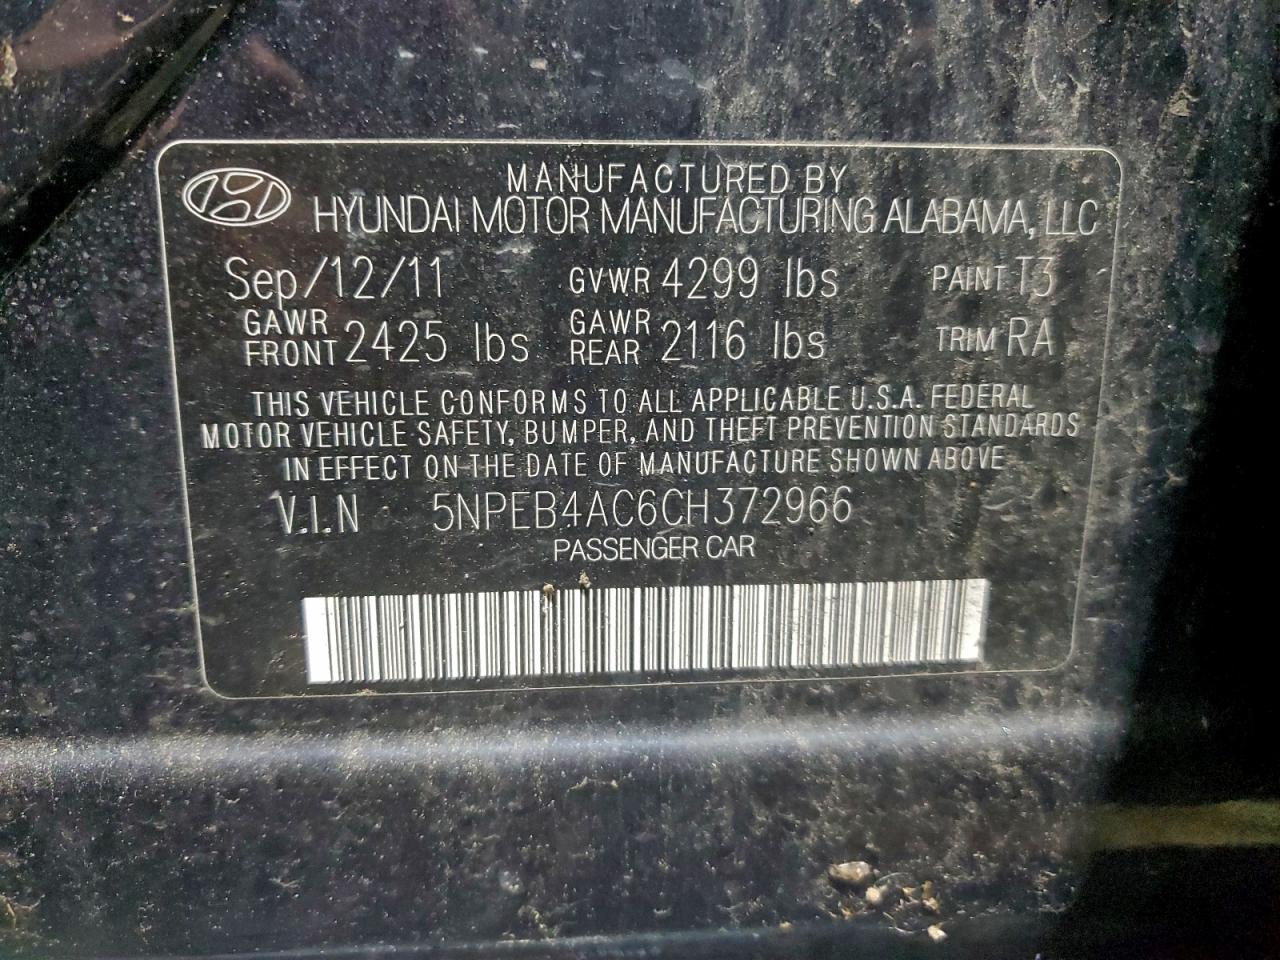 MANUFACTURED BY
HYUNDAI MOTOR MANUFACTURING ALABAMA, LLC
Sep/12/11 GVWR 4299 lbs PAINT T3
GAWR FRONT 2425 lbs GAWR REAR 2116 lbs TRIM RA
THIS VEHICLE CONFORMS TO ALL APPLICABLE U.S.A. FEDERAL
MOTOR VEHICLE SAFETY, BUMPER, AND THEFT PREVENTION STANDARDS
IN EFFECT ON THE DATE OF MANUFACTURE SHOWN ABOVE
V.I.N 5NPEB4AC6CH372966
PASSENGER CAR